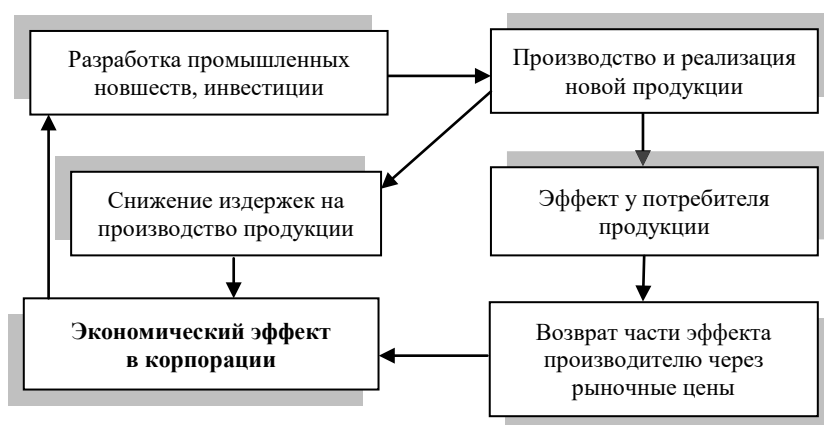 Разработка промышленных
новшеств, инвестиции
Производство и реализация
новой продукции
Снижение издержек на
производство продукции
Эффект у потребителя
продукции
Экономический эффект
в корпорации
Возврат части эффекта
производителю через
рыночные цены